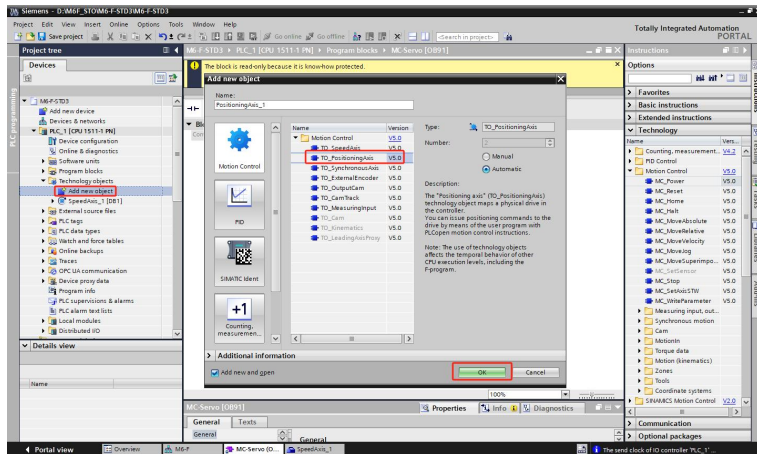 Siemens - D:\M6F_STO\M6-F-STD3\M6-F-STD3
Project Edit View Insert Online Options Tools Window Help
Totally Integrated Automation
PORTAL
Save project
Go online
Go offline
<Search in project>
Project tree
M6-F-STD3 ▸ PLC_1 [CPU 1511-1 PN] ▸ Program blocks ▸ MC-Servo [OB91]
Instructions
Devices
The block is read-only because it is know-how protected.
Options
Add new object
Name:
PositioningAxis_1
M6-F-STD3
Add new device
Devices & networks
PLC_1 [CPU 1511-1 PN]
Device configuration
Online & diagnostics
Software units
Program blocks
Technology objects
Add new object
SpeedAxis_1 [DB1]
External source files
PLC tags
PLC data types
Watch and force tables
Online backups
Traces
OPC UA communication
Device proxy data
Program info
PLC supervisions & alarms
PLC alarm text lists
Local modules
Distributed I/O
Details view
Name
Motion Control
PID
SIMATIC Ident
Counting,
measuremen...
Name Version
Motion Control V5.0
TO_SpeedAxis V5.0
TO_PositioningAxis V5.0
TO_SynchronousAxis V5.0
TO_ExternalEncoder V5.0
TO_OutputCam V5.0
TO_CamTrack V5.0
TO_MeasuringInput V5.0
TO_Cam V5.0
TO_Kinematics V5.0
TO_LeadingAxisProxy V5.0
Type: TO_PositioningAxis
Number: 2
Manual
Automatic
Description:
The "Positioning axis" (TO_PositioningAxis)
technology object maps a physical drive in
the controller.
You can issue positioning commands to the
drive by means of the user program with
PLCopen motion control instructions.
Note: The use of technology objects
affects the temporal behavior of other
CPU execution levels, including the
F-program.
Additional information
Add new and open
OK
Cancel
100%
MC-Servo [OB91]
Properties
Info
Diagnostics
General Texts
General
General
Favorites
Basic instructions
Extended instructions
Technology
Name Vers...
Counting, measurement... V4.2
PID Control
Motion Control V5.0
MC_Power V5.0
MC_Reset V5.0
MC_Home V5.0
MC_Halt V5.0
MC_MoveAbsolute V5.0
MC_MoveRelative V5.0
MC_MoveVelocity V5.0
MC_MoveJog V5.0
MC_MoveSuperimpo... V5.0
MC_SetSensor V5.0
MC_Stop V5.0
MC_SetAxisSTW V5.0
MC_WriteParameter V5.0
Measuring input, out...
Synchronous motion
Cam
MotionIn
Torque data
Motion (kinematics)
Zones
Tools
Coordinate systems
SINAMICS Motion Control V2.0
Communication
Optional packages
Portal view
Overview
M6-F
MC-Servo (O...
SpeedAxis_1
The send clock of IO controller 'PLC_1' ...